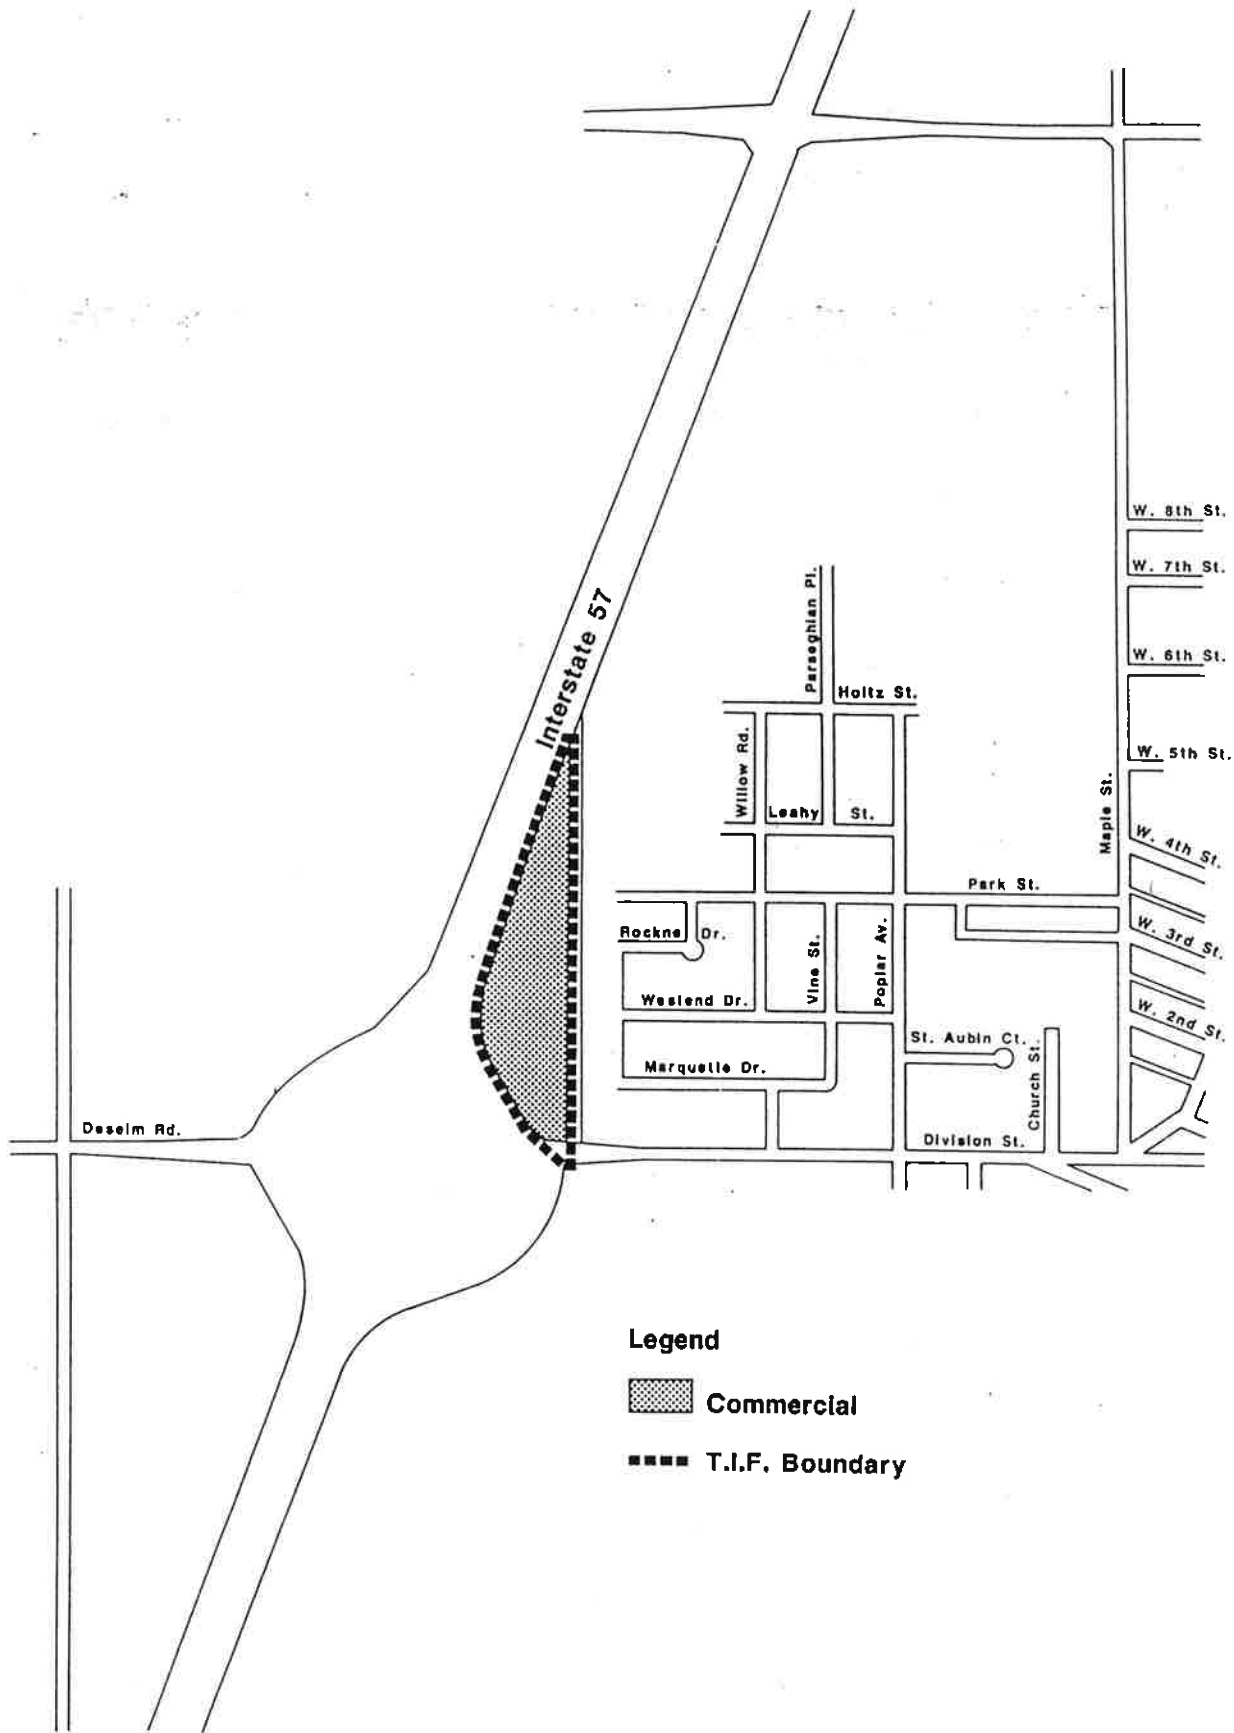 W. 8th St.
W. 7th St.
Interstate 57
Parseghian Pl.
W. 6th St.
Holtz St.
Willow Rd.
W. 5th St.
Maple St.
Leahy St.
W. 4th St.
Park St.
Rockne Dr.
W. 3rd St.
Vine St.
Poplar Av.
Westend Dr.
W. 2nd St.
St. Aubin Ct.
Marquette Dr.
Church St.
Deselm Rd.
Division St.
Legend
Commercial
T.I.F. Boundary